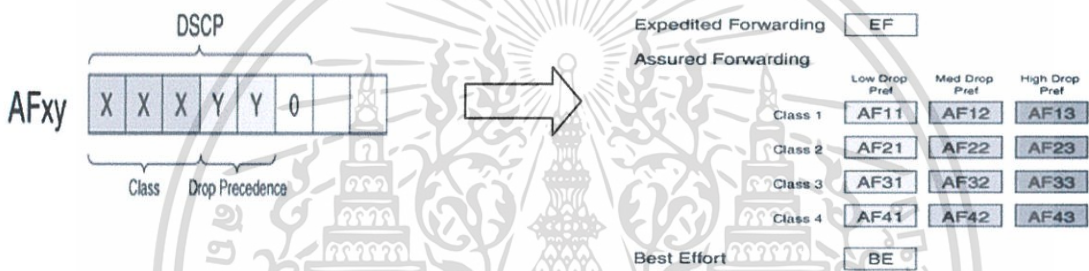 DSCP
AFxy X X X Y Y 0
Class Drop Precedence
Expedited Forwarding EF
Assured Forwarding
Low Drop Pref Med Drop Pref High Drop Pref
Class 1 AF11 AF12 AF13
Class 2 AF21 AF22 AF23
Class 3 AF31 AF32 AF33
Class 4 AF41 AF42 AF43
Best Effort BE